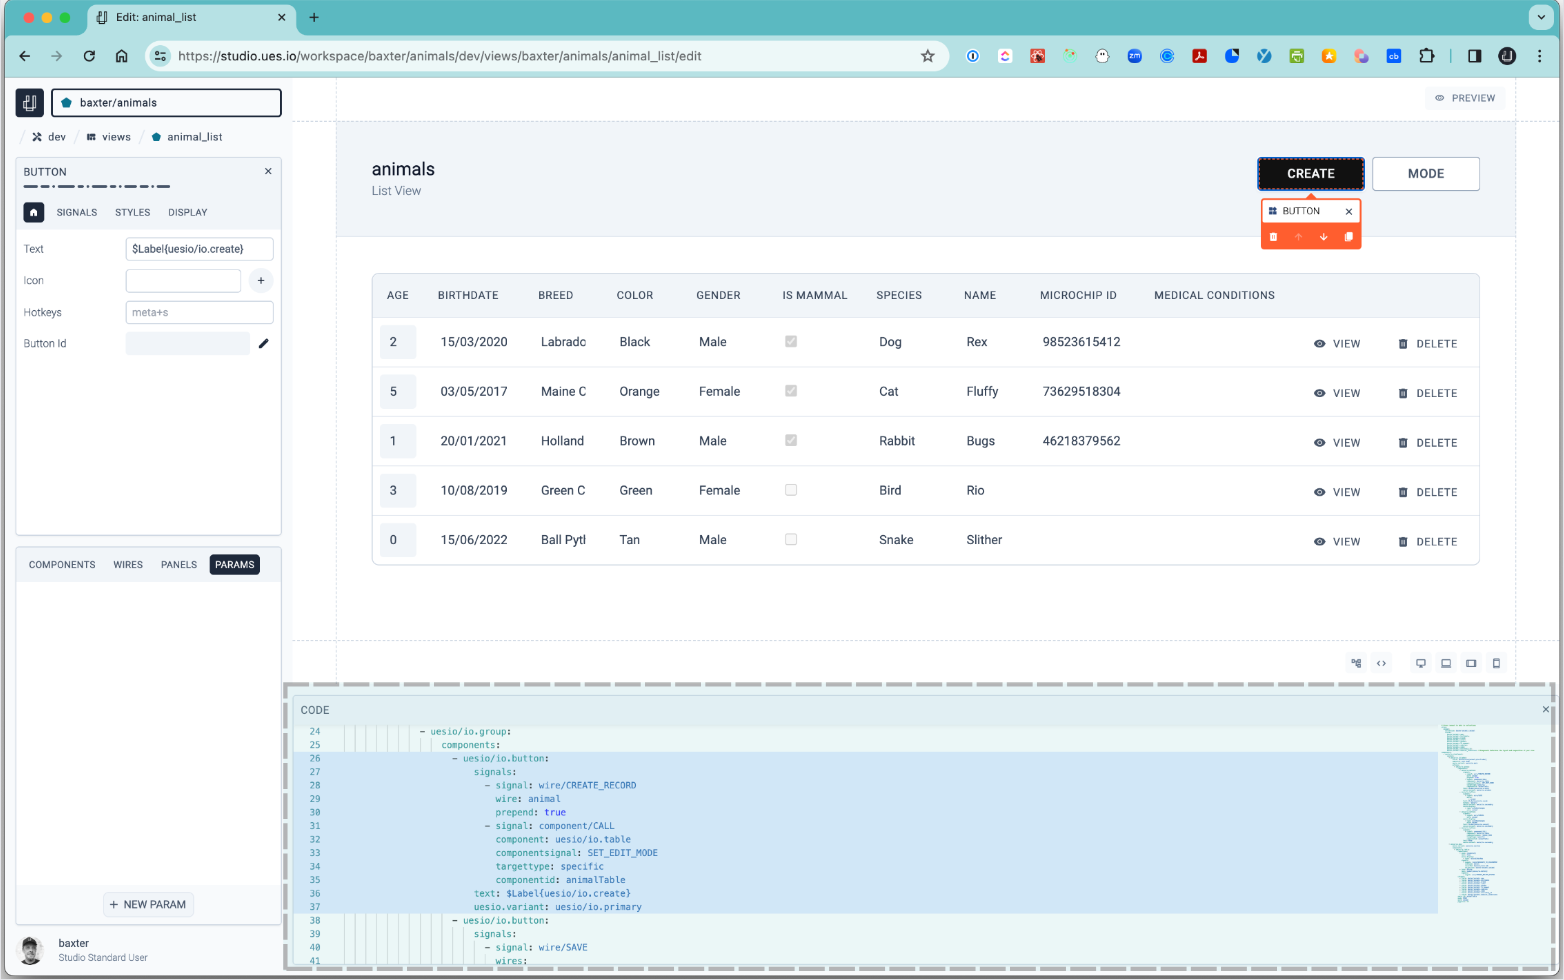 Edit: animal_list
https://studio.ues.io/workspace/baxter/animals/dev/views/baxter/animals/animal_list/edit
zm
cb
baxter/animals
/ dev / views / animal_list
BUTTON
SIGNALS STYLES DISPLAY
Text $Label{uesio/io.create}
Icon
Hotkeys meta+s
Button Id
COMPONENTS WIRES PANELS PARAMS
+ NEW PARAM
baxter
Studio Standard User
PREVIEW
animals
List View
CREATE MODE
BUTTON
AGE BIRTHDATE BREED COLOR GENDER IS MAMMAL SPECIES NAME MICROCHIP ID MEDICAL CONDITIONS
2 15/03/2020 Labradc Black Male Dog Rex 98523615412 VIEW DELETE
5 03/05/2017 Maine C Orange Female Cat Fluffy 73629518304 VIEW DELETE
1 20/01/2021 Holland Brown Male Rabbit Bugs 46218379562 VIEW DELETE
3 10/08/2019 Green C Green Female Bird Rio VIEW DELETE
0 15/06/2022 Ball Pytl Tan Male Snake Slither VIEW DELETE
CODE
24 - uesio/io.group:
25 components:
26 - uesio/io.button:
27 signals:
28 - signal: wire/CREATE_RECORD
29 wire: animal
30 prepend: true
31 - signal: component/CALL
32 component: uesio/io.table
33 componentsignal: SET_EDIT_MODE
34 targettype: specific
35 componentid: animalTable
36 text: $Label{uesio/io.create}
37 uesio.variant: uesio/io.primary
38 - uesio/io.button:
39 signals:
40 - signal: wire/SAVE
41 wires: